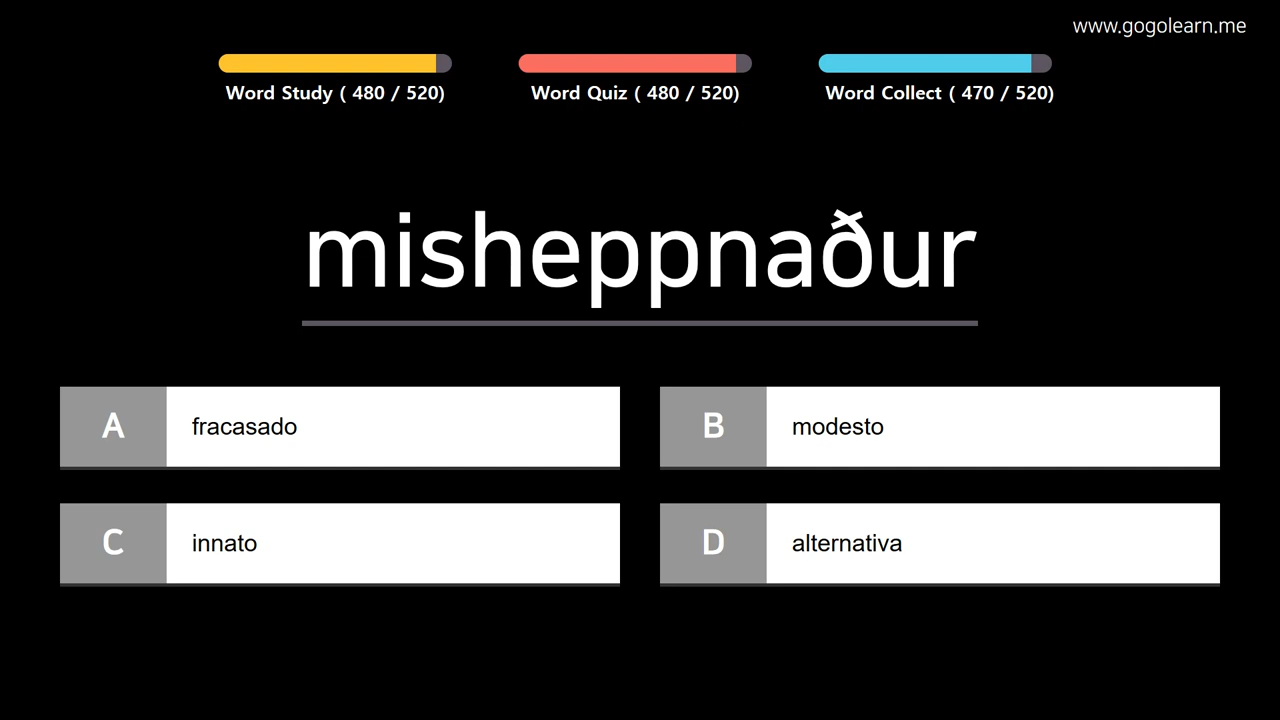 www.gogolearn.me
Word Study ( 480 / 520)
Word Quiz ( 480 / 520)
Word Collect ( 470 / 520)
misheppnaður
A fracasado
B modesto
C innato
D alternativa